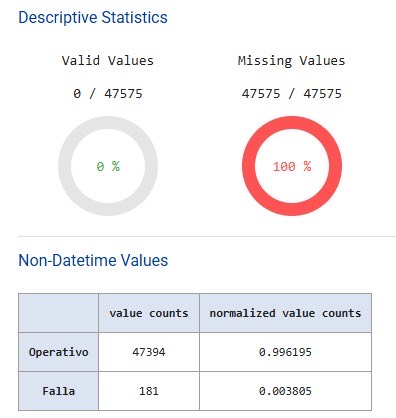 Descriptive Statistics
Valid Values Missing Values
0 / 47575 47575 / 47575
0 % 100 %
Non-Datetime Values
value counts normalized value counts
Operativo 47394 0.996195
Falla 181 0.003805